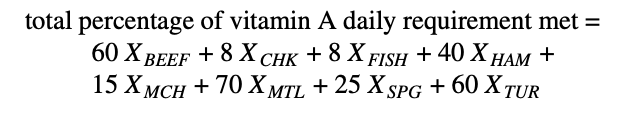 total percentage of vitamin A daily requirement met =
60 X_BEEF + 8 X_CHK + 8 X_FISH + 40 X_HAM +
15 X_MCH + 70 X_MTL + 25 X_SPG + 60 X_TUR